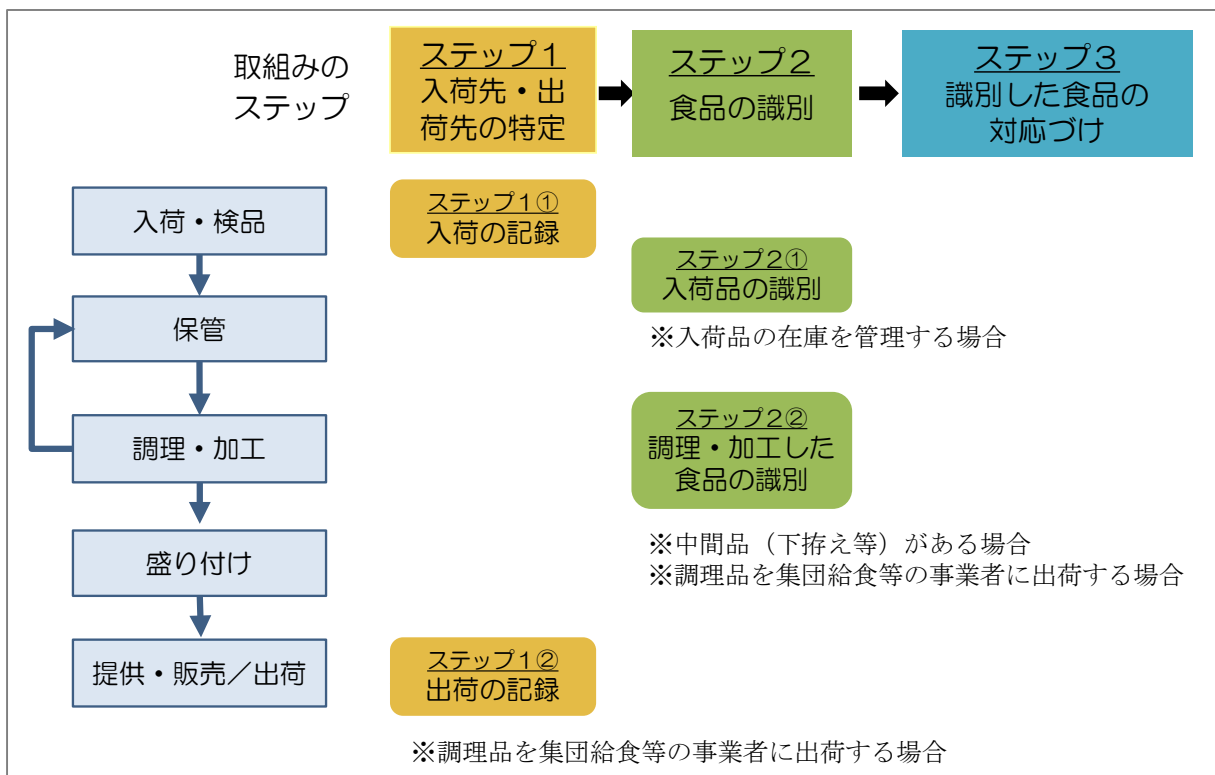 取組みの
ステップ
ステップ１
入荷先・出
荷先の特定
ステップ２
食品の識別
ステップ３
識別した食品の
対応づけ
入荷・検品
ステップ１①
入荷の記録
ステップ２①
入荷品の識別
保管
※入荷品の在庫を管理する場合
調理・加工
ステップ２②
調理・加工した
食品の識別
盛り付け
※中間品（下拵え等）がある場合
※調理品を集団給食等の事業者に出荷する場合
提供・販売／出荷
ステップ１②
出荷の記録
※調理品を集団給食等の事業者に出荷する場合